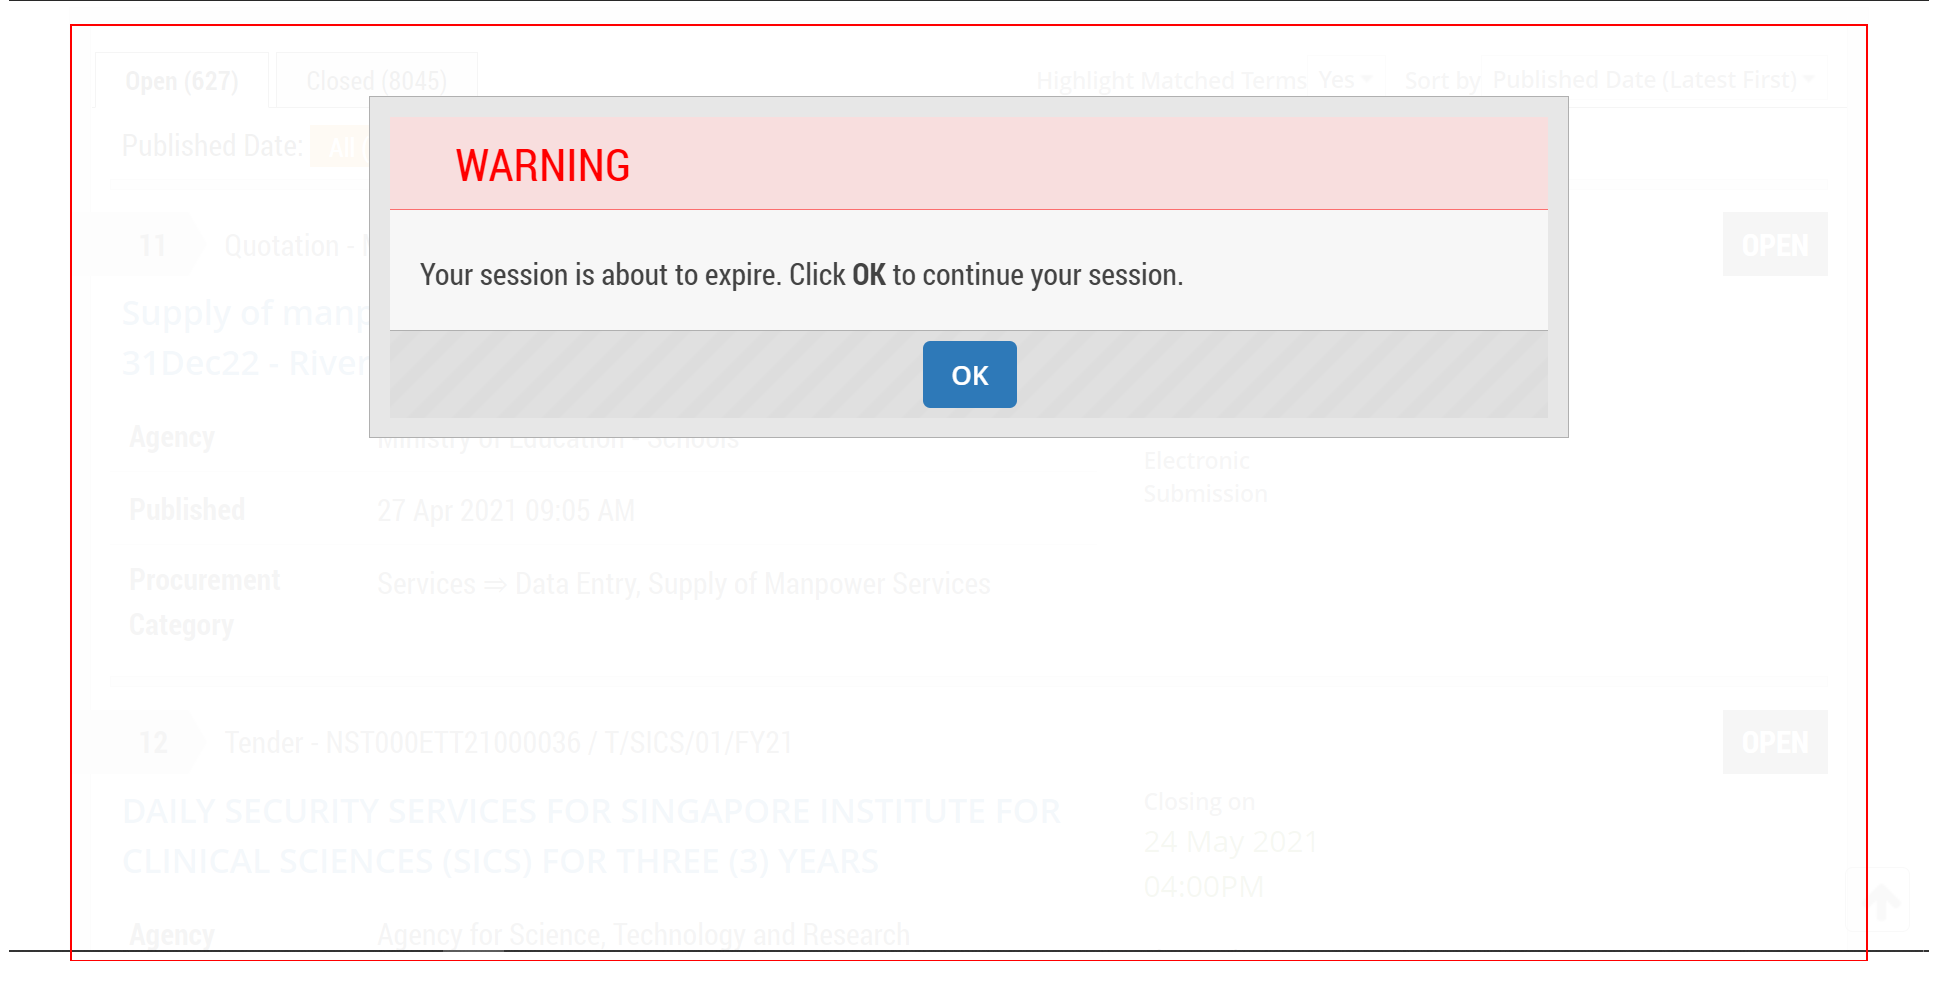 Open (627) Closed (8045) Highlight Matched Terms Yes Sort by Published Date (Latest First)
Published Date: All
WARNING
11 Quotation - OPEN
Your session is about to expire. Click OK to continue your session.
Supply of manp
31Dec22 - River
OK
Agency Ministry of Education - Schools
Electronic
Submission
Published 27 Apr 2021 09:05 AM
Procurement
Category Services ⇒ Data Entry, Supply of Manpower Services
12 Tender - NST000ETT21000036 / T/SICS/01/FY21 OPEN
DAILY SECURITY SERVICES FOR SINGAPORE INSTITUTE FOR
CLINICAL SCIENCES (SICS) FOR THREE (3) YEARS
Closing on
24 May 2021
04:00PM
Agency Agency for Science, Technology and Research